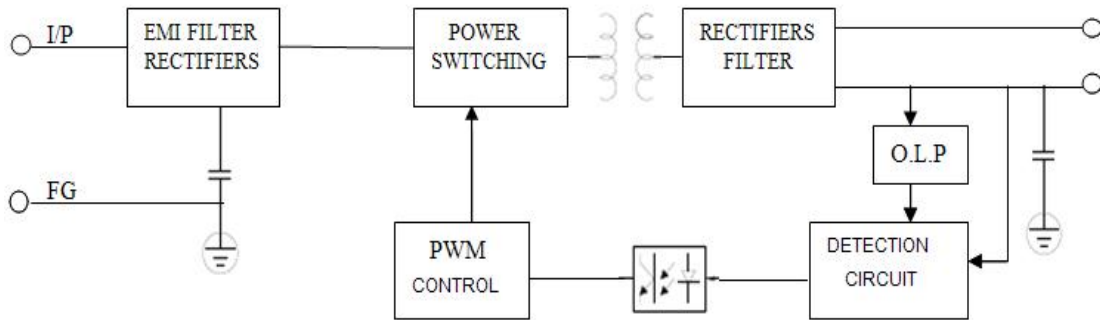 I/P
EMI FILTER
RECTIFIERS
POWER
SWITCHING
RECTIFIERS
FILTER
O.L.P
FG
PWM
CONTROL
DETECTION
CIRCUIT